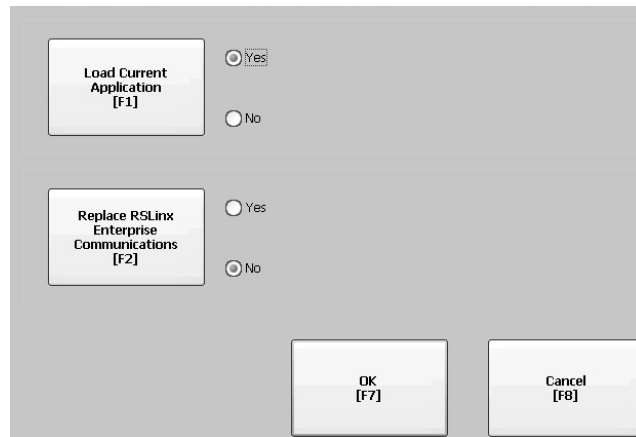 Load Current
Application
[F1]
Yes
No
Replace RSLinx
Enterprise
Communications
[F2]
Yes
No
OK
[F7]
Cancel
[F8]